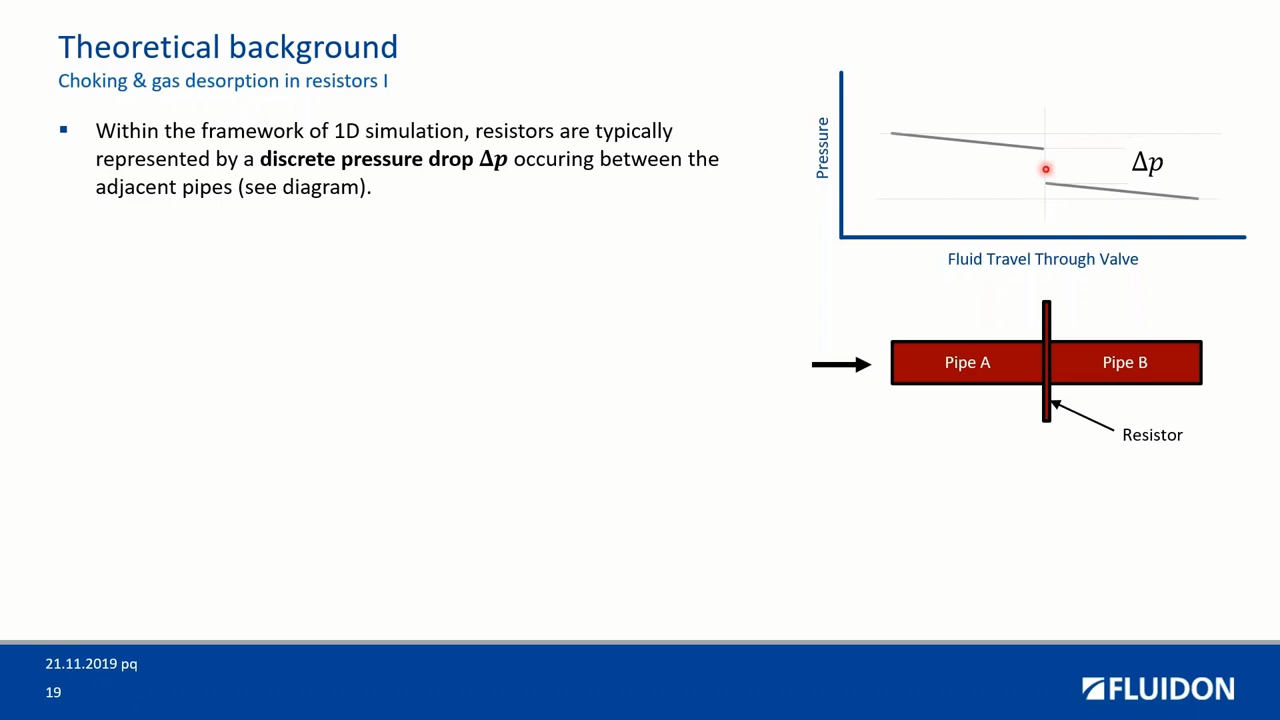 Theoretical background
Choking & gas desorption in resistors I
▪ Within the framework of 1D simulation, resistors are typically
represented by a discrete pressure drop Δp occuring between the
adjacent pipes (see diagram).
Pressure
Δp
Fluid Travel Through Valve
Pipe A
Pipe B
Resistor
21.11.2019 pq
19
FLUIDON